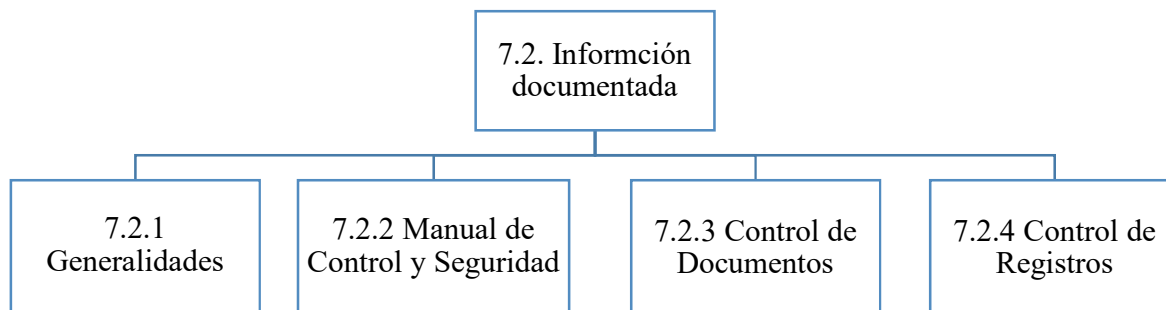 7.2. Informción
documentada
7.2.1
Generalidades
7.2.2 Manual de
Control y Seguridad
7.2.3 Control de
Documentos
7.2.4 Control de
Registros